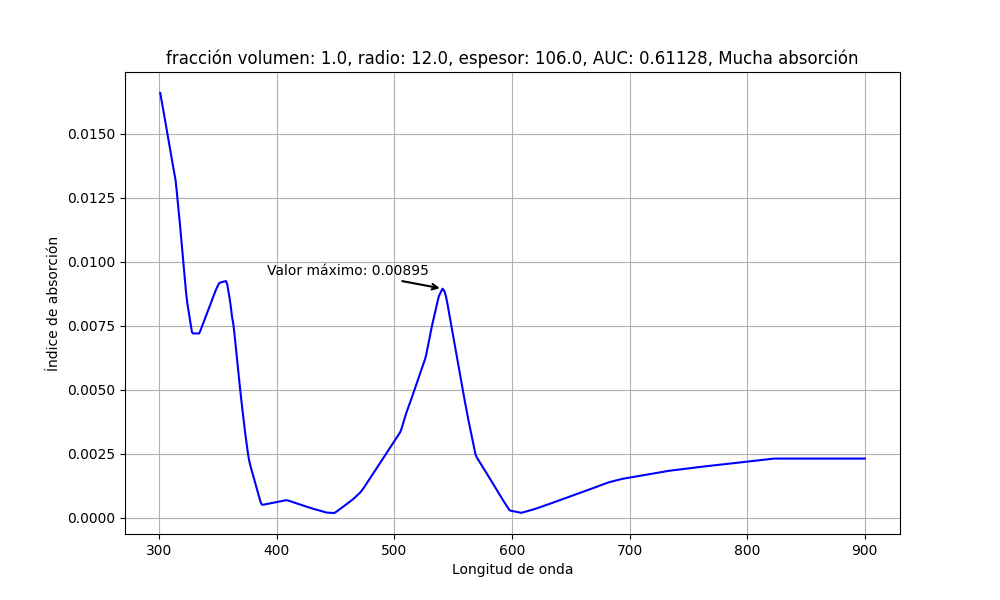 fracción volumen: 1.0, radio: 12.0, espesor: 106.0, AUC: 0.61128, Mucha absorción
0.0150
0.0125
0.0100
Valor máximo: 0.00895
0.0075
0.0050
0.0025
0.0000
Índice de absorción
300 400 500 600 700 800 900
Longitud de onda